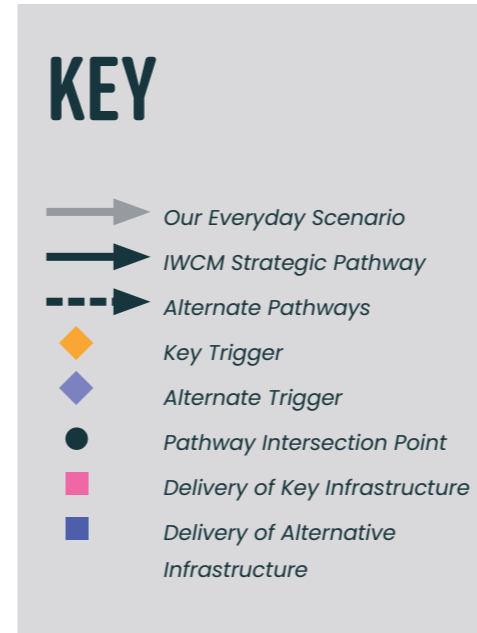 KEY
Our Everyday Scenario
IWCM Strategic Pathway
Alternate Pathways
Key Trigger
Alternate Trigger
Pathway Intersection Point
Delivery of Key Infrastructure
Delivery of Alternative
Infrastructure